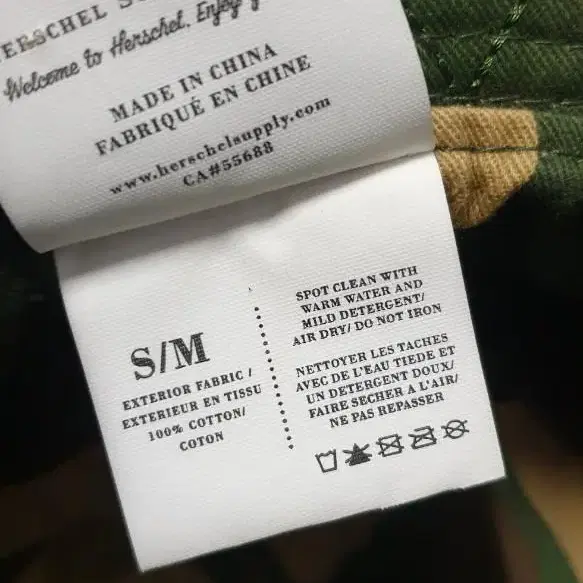 HERSCHEL
Welcome to Herschel. Enjoy
MADE IN CHINA
FABRIQUÉ EN CHINE
www.herschelsupply.com
CA#55688
S/M
EXTERIOR FABRIC /
EXTERIEUR EN TISSU
100% COTTON/
COTON
SPOT CLEAN WITH
WARM WATER AND
MILD DETERGENT/
AIR DRY/ DO NOT IRON
NETTOYER LES TACHES
AVEC DE L'EAU TIEDE ET
UN DETERGENT DOUX/
FAIRE SECHER A L'AIR/
NE PAS REPASSER